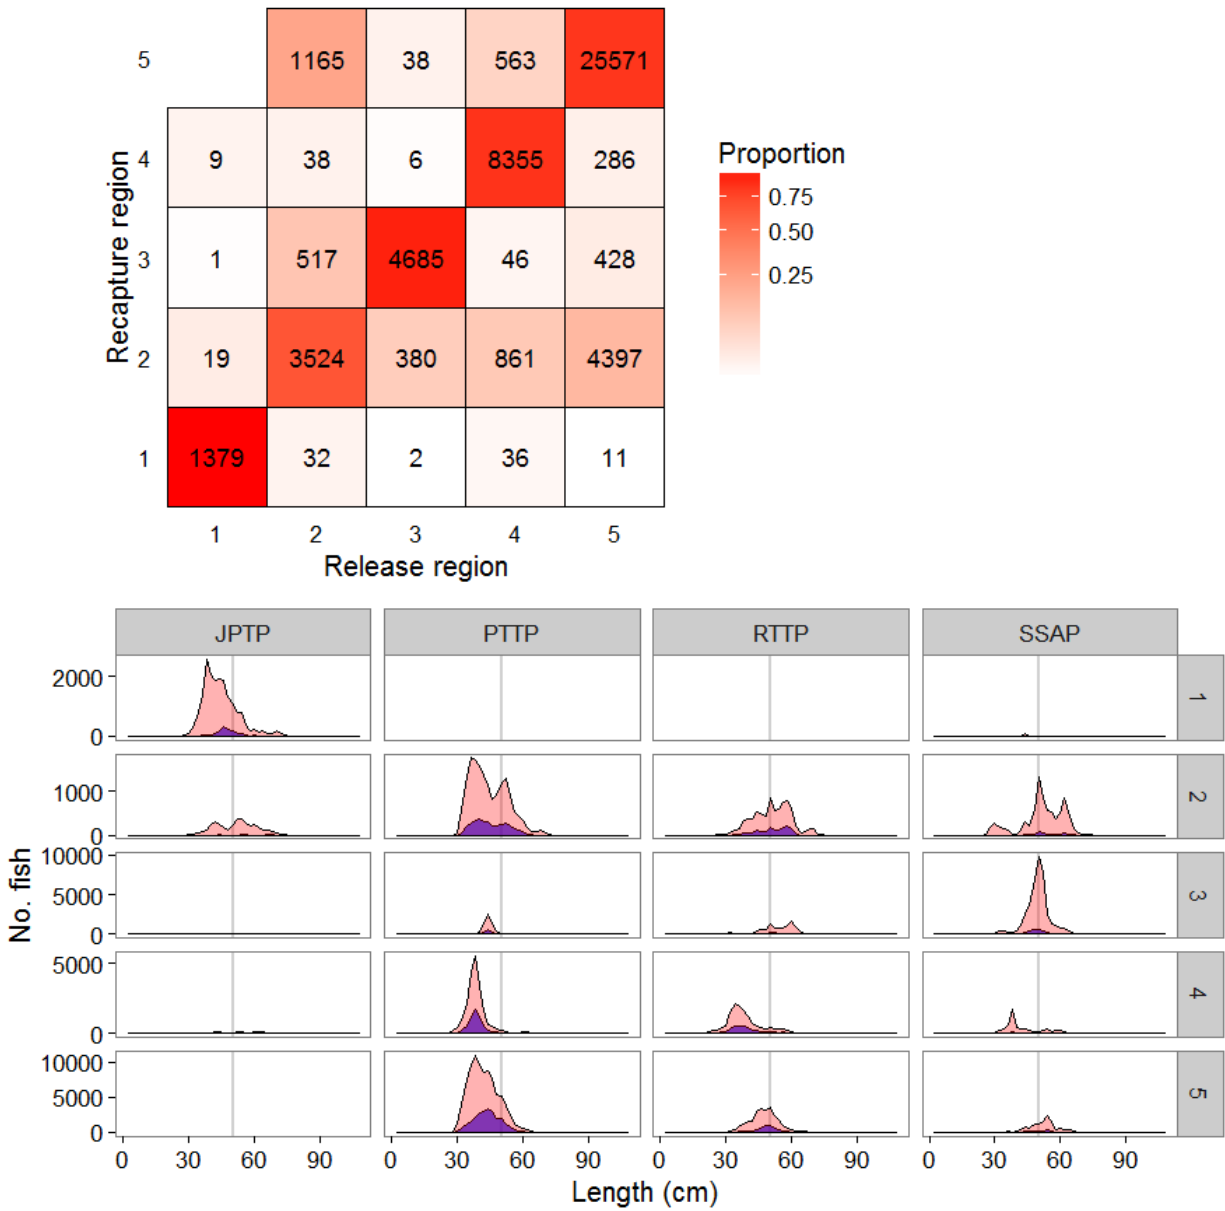 5 1165 38 563 25571
4 9 38 6 8355 286
3 1 517 4685 46 428
2 19 3524 380 861 4397
1 1379 32 2 36 11
1 2 3 4 5
Release region
Recapture region
Proportion
0.75
0.50
0.25
JPTP PTTP RTTP SSAP
2000
0
1
1000
0
2
10000
5000
0
3
5000
0
4
10000
5000
0
5
No. fish
0 30 60 90 0 30 60 90 0 30 60 90 0 30 60 90
Length (cm)